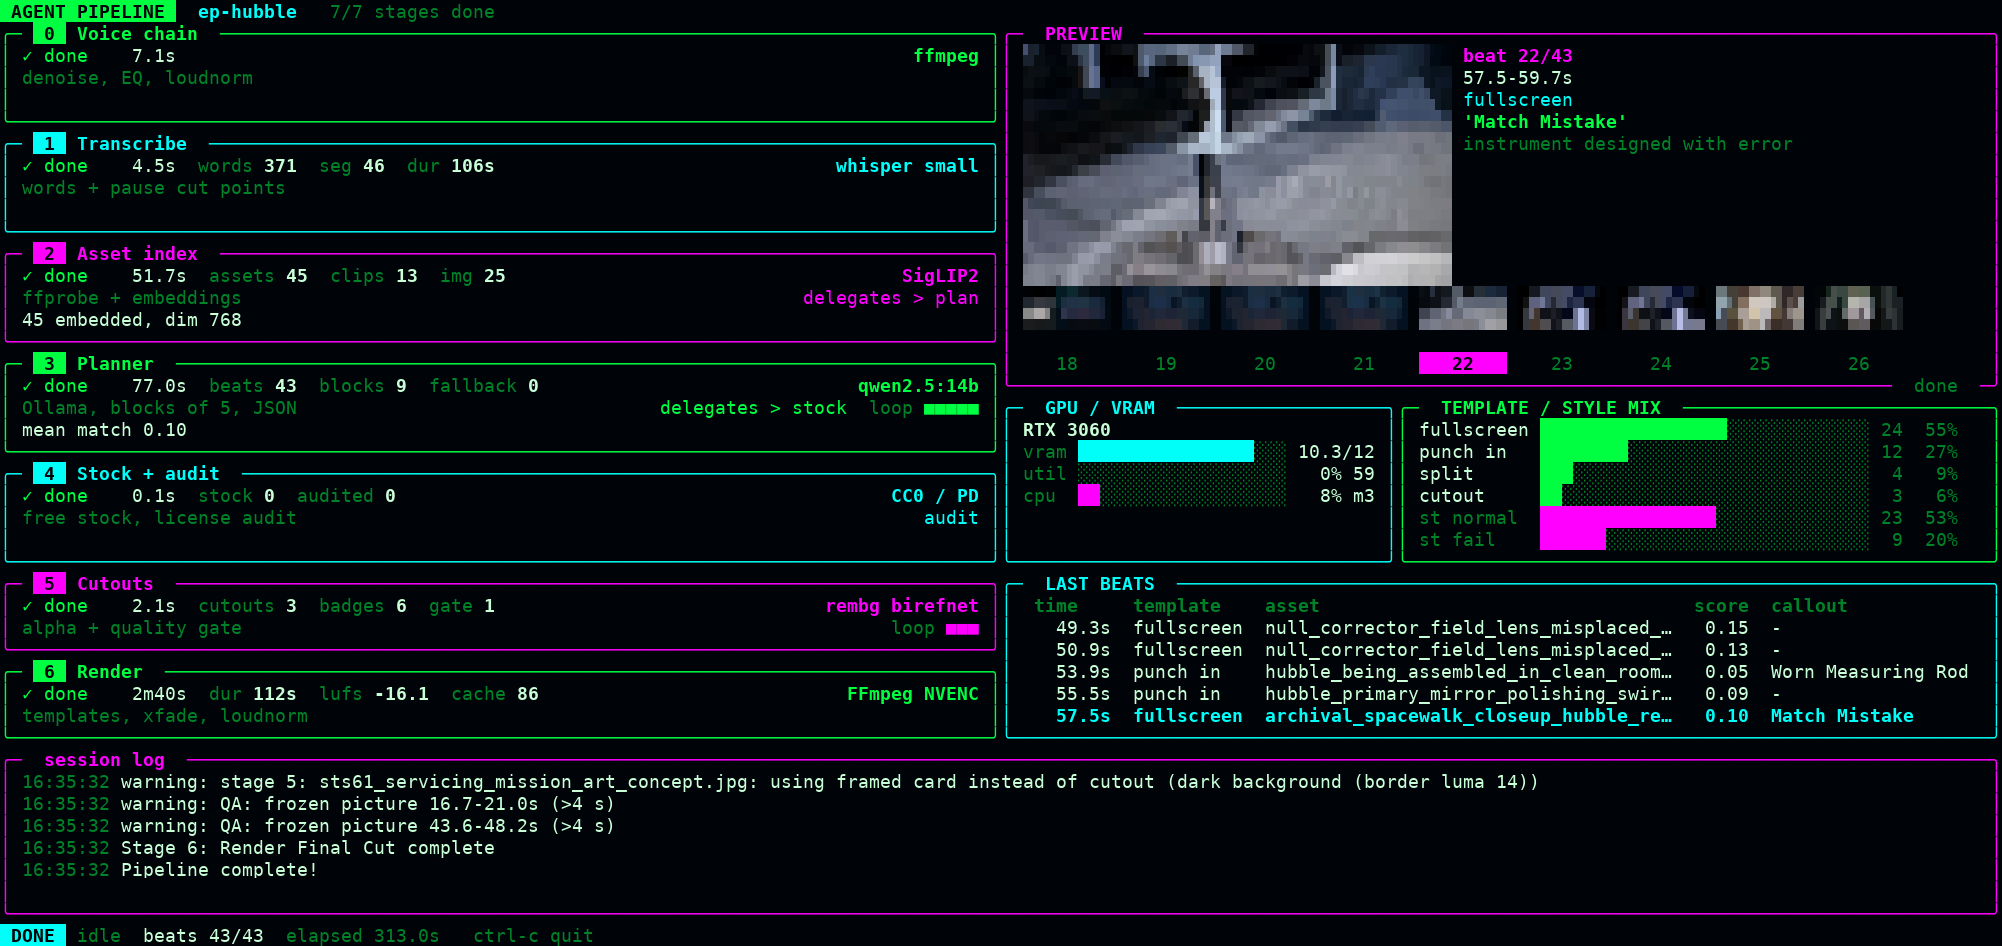 AGENT PIPELINE ep-hubble 7/7 stages done
0 Voice chain
✓ done 7.1s ffmpeg
denoise, EQ, loudnorm
1 Transcribe
✓ done 4.5s words 371 seg 46 dur 106s whisper small
words + pause cut points
2 Asset index
✓ done 51.7s assets 45 clips 13 img 25 SigLIP2
ffprobe + embeddings delegates > plan
45 embedded, dim 768
3 Planner
✓ done 77.0s beats 43 blocks 9 fallback 0 qwen2.5:14b
Ollama, blocks of 5, JSON delegates > stock loop
mean match 0.10
4 Stock + audit
✓ done 0.1s stock 0 audited 0 CC0 / PD
free stock, license audit audit
5 Cutouts
✓ done 2.1s cutouts 3 badges 6 gate 1 rembg birefnet
alpha + quality gate loop
6 Render
✓ done 2m40s dur 112s lufs -16.1 cache 86 FFmpeg NVENC
templates, xfade, loudnorm
PREVIEW
beat 22/43
57.5-59.7s
fullscreen
'Match Mistake'
instrument designed with error
18 19 20 21 22 23 24 25 26
done
GPU / VRAM
RTX 3060
vram 10.3/12
util 0% 59
cpu 8% m3
TEMPLATE / STYLE MIX
fullscreen 24 55%
punch in 12 27%
split 4 9%
cutout 3 6%
st normal 23 53%
st fail 9 20%
LAST BEATS
time template asset score callout
49.3s fullscreen null_corrector_field_lens_misplaced_… 0.15 -
50.9s fullscreen null_corrector_field_lens_misplaced_… 0.13 -
53.9s punch in hubble_being_assembled_in_clean_room… 0.05 Worn Measuring Rod
55.5s punch in hubble_primary_mirror_polishing_swir… 0.09 -
57.5s fullscreen archival_spacewalk_closeup_hubble_re… 0.10 Match Mistake
session log
16:35:32 warning: stage 5: sts61_servicing_mission_art_concept.jpg: using framed card instead of cutout (dark background (border luma 14))
16:35:32 warning: QA: frozen picture 16.7-21.0s (>4 s)
16:35:32 warning: QA: frozen picture 43.6-48.2s (>4 s)
16:35:32 Stage 6: Render Final Cut complete
16:35:32 Pipeline complete!
DONE idle beats 43/43 elapsed 313.0s ctrl-c quit